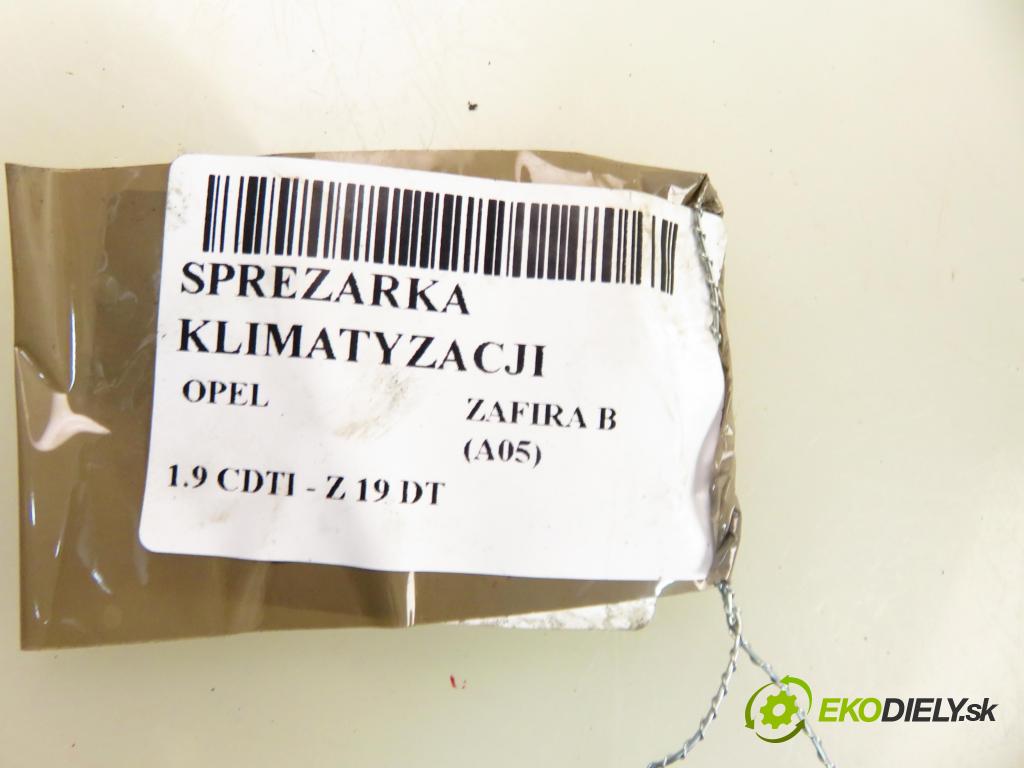 SPREZARKA
KLIMATYZACJI
OPEL
ZAFIRA B
(A05)
1.9 CDTI - Z 19 DT
EKODIELY.sk